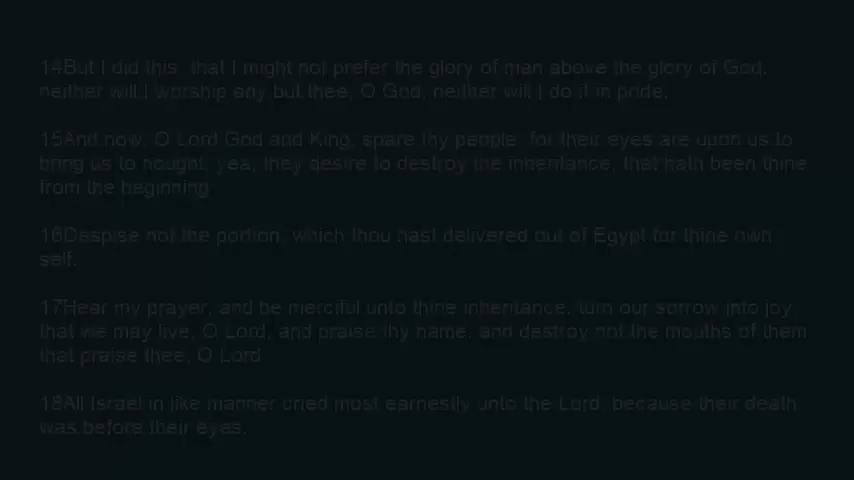 14But I did this, that I might not prefer the glory of man above the glory of God,
neither will I worship any but thee, O God, neither will I do it in pride.
15And now, O Lord God and King, spare thy people, for their eyes are upon us to
bring us to nought, yea, they desire to destroy the inheritance, that hath been thine
from the beginning.
16Despise not the portion, which thou hast delivered out of Egypt for thine own
self.
17Hear my prayer, and be merciful unto thine inheritance, turn our sorrow into joy,
that we may live, O Lord, and praise thy name, and destroy not the mouths of them
that praise thee, O Lord.
18All Israel in like manner cried most earnestly unto the Lord, because their death
was before their eyes.